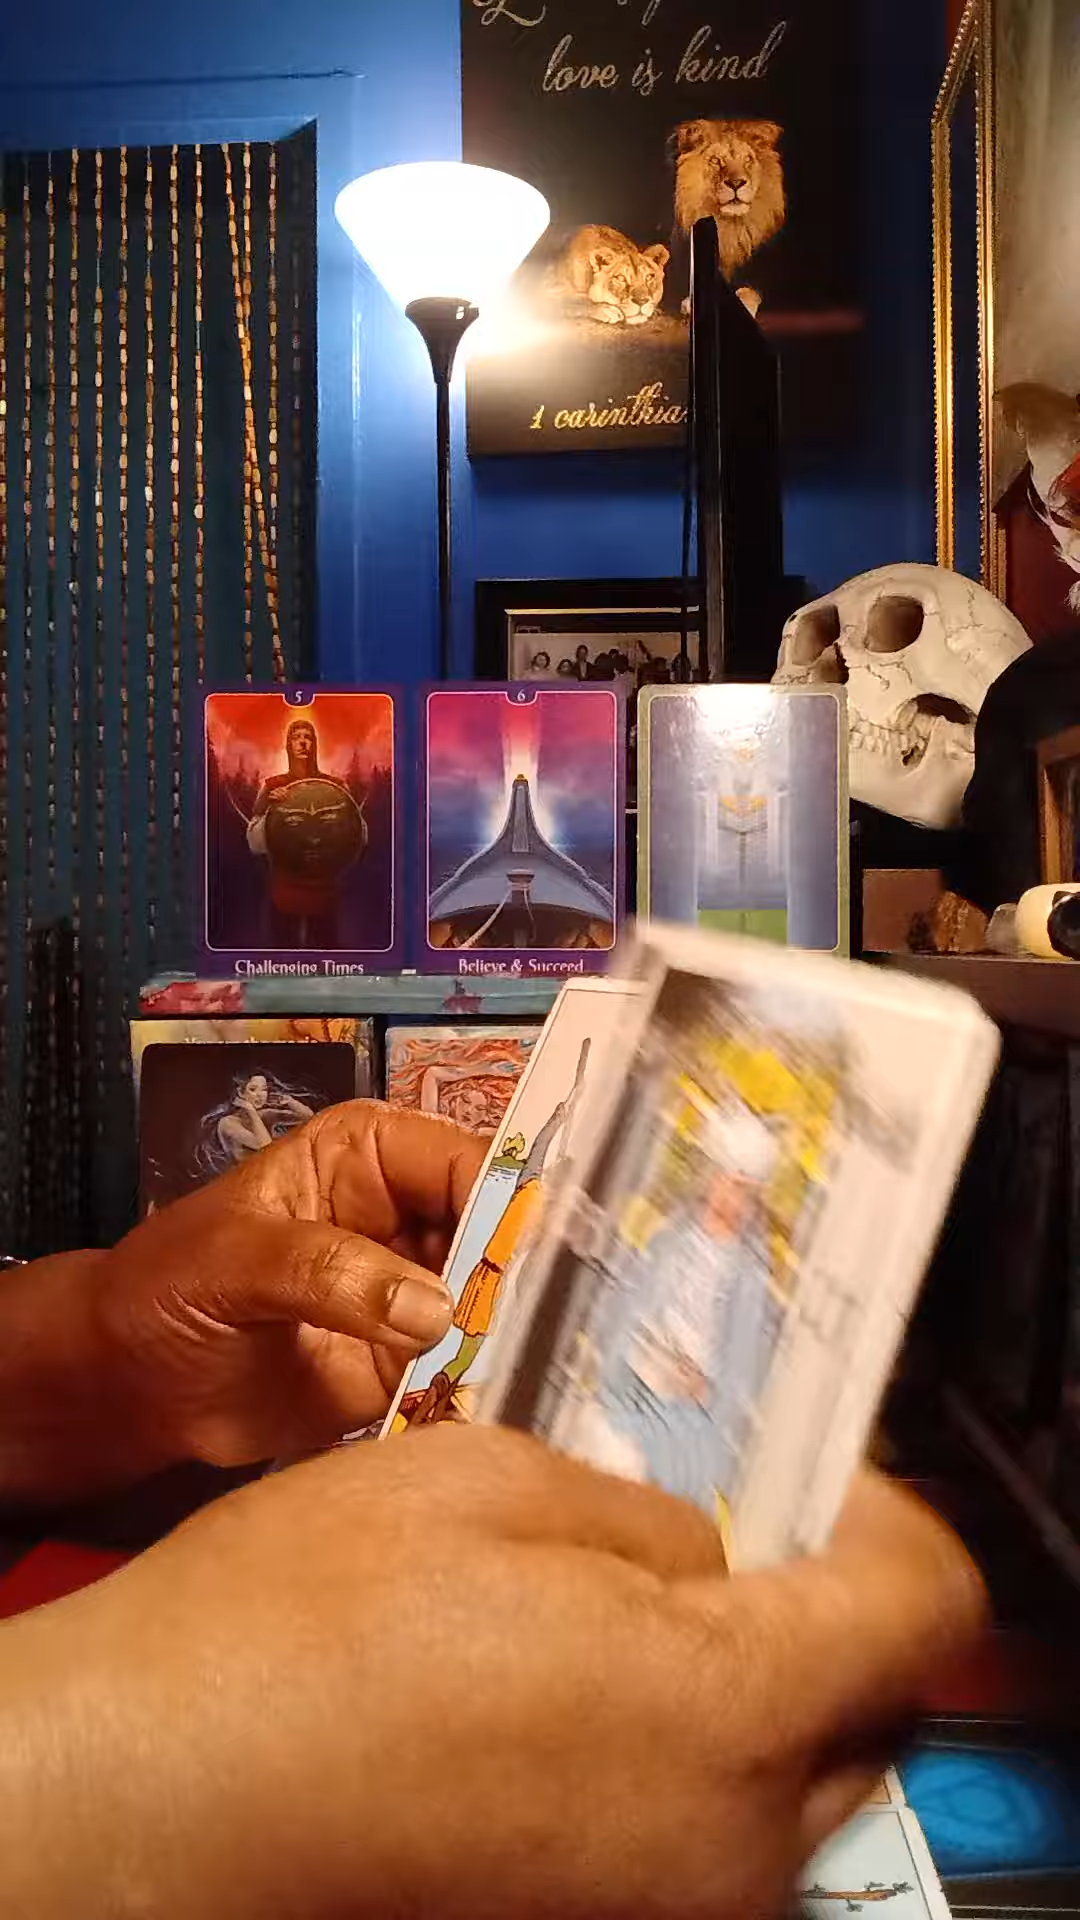 love is kind
1 carinthia
5
6
Challenging Times
Believe & Succeed